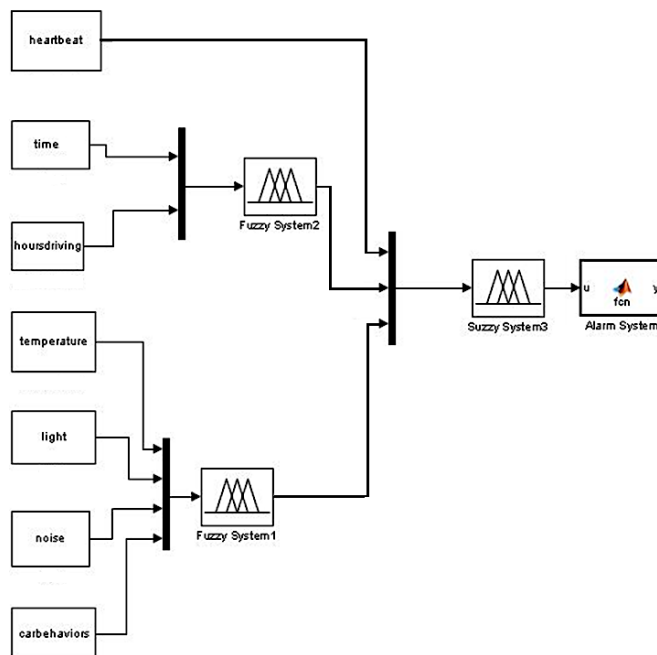 heartbeat
time
Fuzzy System2
hoursdriving
u
fcn
y
Suzzy System3
Alarm System
temperature
light
noise
Fuzzy System1
carbehaviors